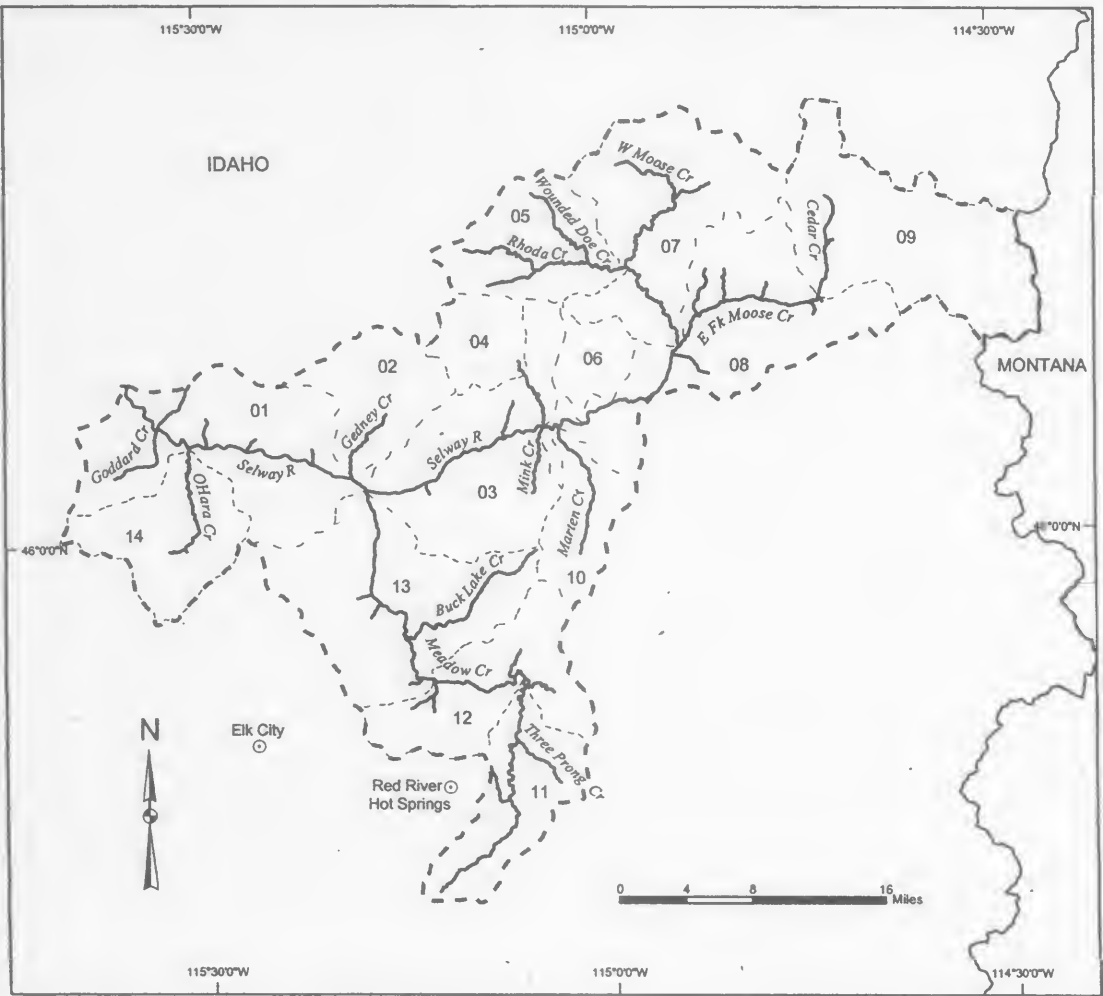 115°30'0"W
115°0'0"W
114°30'0"W
IDAHO
W Moose Cr
Wounded Doe Cr
05
Rhoda Cr
07
Cedar Cr
09
04
06
E Fk Moose Cr
08
MONTANA
02
01
Gedney Cr
Goddard Cr
Selway R
Selway R
Mink Cr
OHara Cr
03
Marten Cr
14
46°0'0"N
10
13
Buck Lake Cr
Meadow Cr
12
N
Elk City
Three Prong Cr
Red River
Hot Springs
11
0 4 8 16
Miles
115°30'0"W
115°0'0"W
114°30'0"W